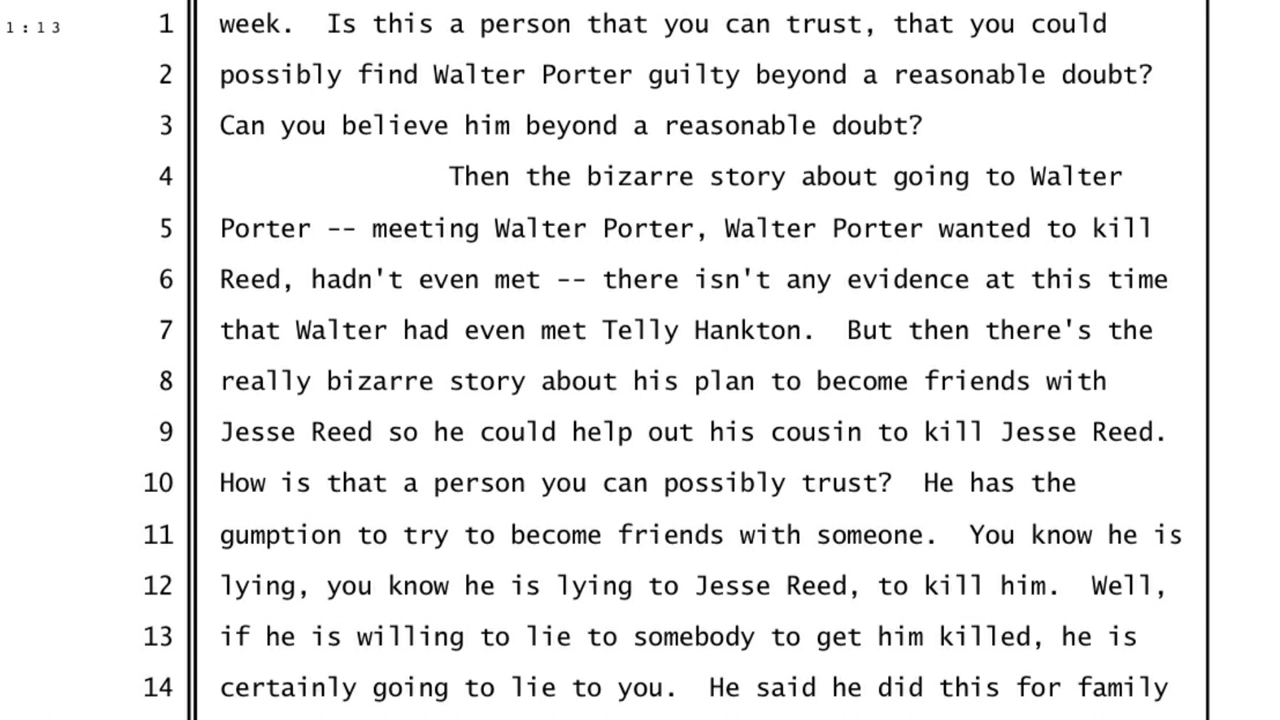 1:13
1 week.  Is this a person that you can trust, that you could
2 possibly find Walter Porter guilty beyond a reasonable doubt?
3 Can you believe him beyond a reasonable doubt?
4 Then the bizarre story about going to Walter
5 Porter -- meeting Walter Porter, Walter Porter wanted to kill
6 Reed, hadn't even met -- there isn't any evidence at this time
7 that Walter had even met Telly Hankton.  But then there's the
8 really bizarre story about his plan to become friends with
9 Jesse Reed so he could help out his cousin to kill Jesse Reed.
10 How is that a person you can possibly trust?  He has the
11 gumption to try to become friends with someone.  You know he is
12 lying, you know he is lying to Jesse Reed, to kill him.  Well,
13 if he is willing to lie to somebody to get him killed, he is
14 certainly going to lie to you.  He said he did this for family